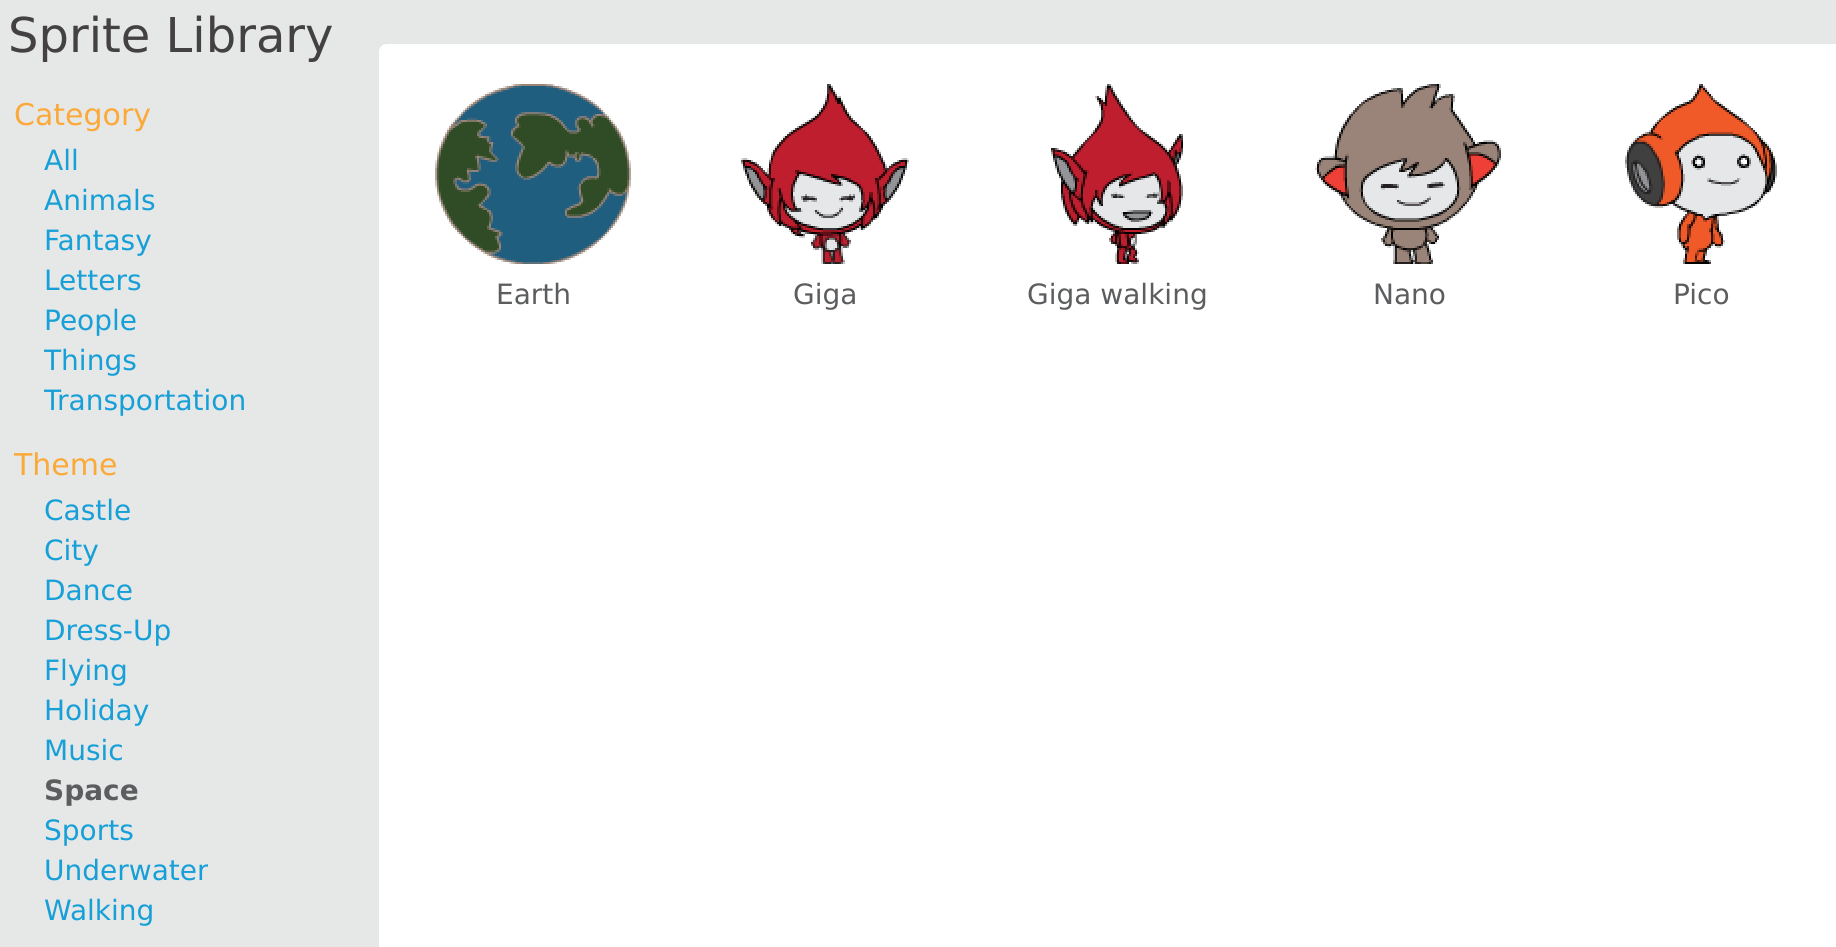 Sprite Library
Category
All
Animals
Fantasy
Letters
People
Things
Transportation
Theme
Castle
City
Dance
Dress-Up
Flying
Holiday
Music
Space
Sports
Underwater
Walking
Earth
Giga
Giga walking
Nano
Pico